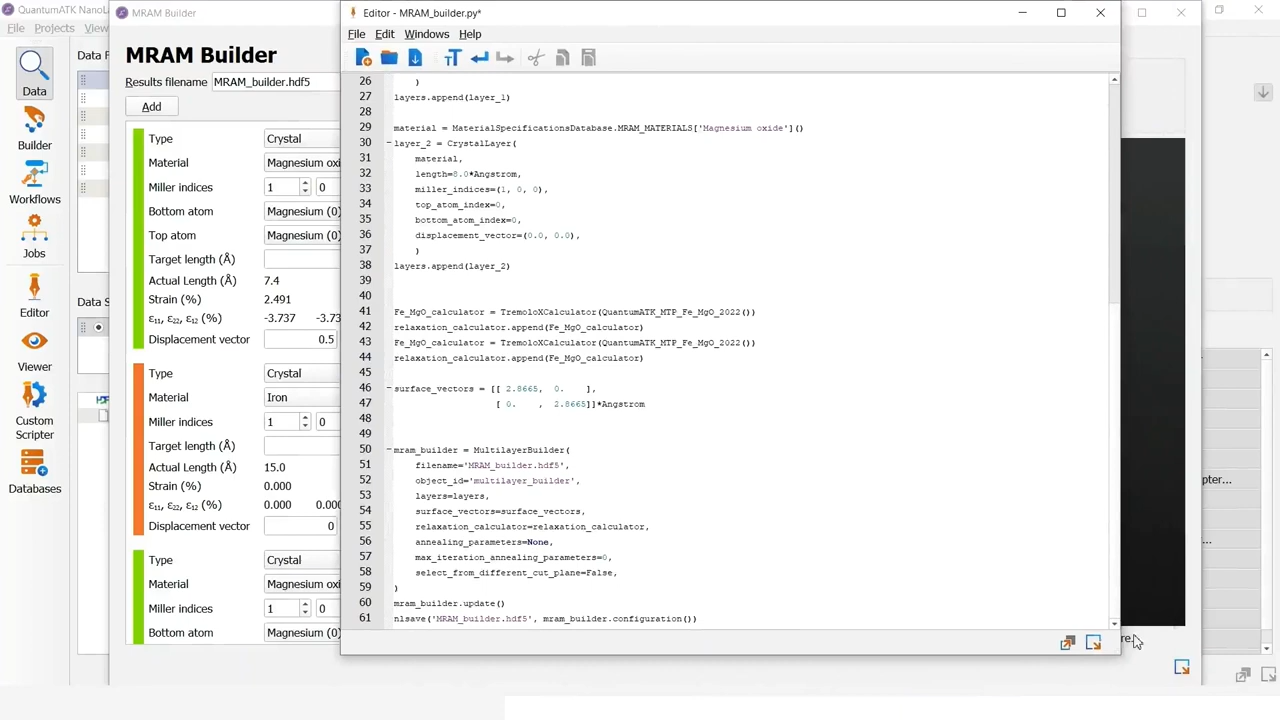 QuantumATK NanoL
File
Projects
View
Data
Builder
Workflows
Jobs
Editor
Viewer
Custom
Scripter
Databases
Data F
Data S
MRAM Builder
MRAM Builder
Results filename
MRAM_builder.hdf5
Add
Type
Crystal
Material
Magnesium oxi
Miller indices
1
0
Bottom atom
Magnesium (0)
Top atom
Magnesium (0)
Target length (Å)
Actual Length (Å)
7.4
Strain (%)
2.491
ε₁₁, ε₂₂, ε₁₂ (%)
-3.737
-3.73
Displacement vector
0.5
Type
Crystal
Material
Iron
Miller indices
1
0
Target length (Å)
Actual Length (Å)
15.0
Strain (%)
0.000
ε₁₁, ε₂₂, ε₁₂ (%)
0.000
0.000
Displacement vector
0
Type
Crystal
Material
Magnesium oxi
Miller indices
1
0
Bottom atom
Magnesium (0)
Editor - MRAM_builder.py*
File
Edit
Windows
Help
26 )
27 layers.append(layer_1)
28
29 material = MaterialSpecificationsDatabase.MRAM_MATERIALS['Magnesium oxide']()
30 layer_2 = CrystalLayer(
31 material,
32 length=8.0*Angstrom,
33 miller_indices=(1, 0, 0),
34 top_atom_index=0,
35 bottom_atom_index=0,
36 displacement_vector=(0.0, 0.0),
37 )
38 layers.append(layer_2)
39
40
41 Fe_MgO_calculator = TremoloXCalculator(QuantumATK_MTP_Fe_MgO_2022())
42 relaxation_calculator.append(Fe_MgO_calculator)
43 Fe_MgO_calculator = TremoloXCalculator(QuantumATK_MTP_Fe_MgO_2022())
44 relaxation_calculator.append(Fe_MgO_calculator)
45
46 surface_vectors = [[ 2.8665, 0. ],
47 [ 0. , 2.8665]]*Angstrom
48
49
50 mram_builder = MultilayerBuilder(
51 filename='MRAM_builder.hdf5',
52 object_id='multilayer_builder',
53 layers=layers,
54 surface_vectors=surface_vectors,
55 relaxation_calculator=relaxation_calculator,
56 annealing_parameters=None,
57 max_iteration_annealing_parameters=0,
58 select_from_different_cut_plane=False,
59 )
60 mram_builder.update()
61 nlsave('MRAM_builder.hdf5', mram_builder.configuration())
re.
pter...